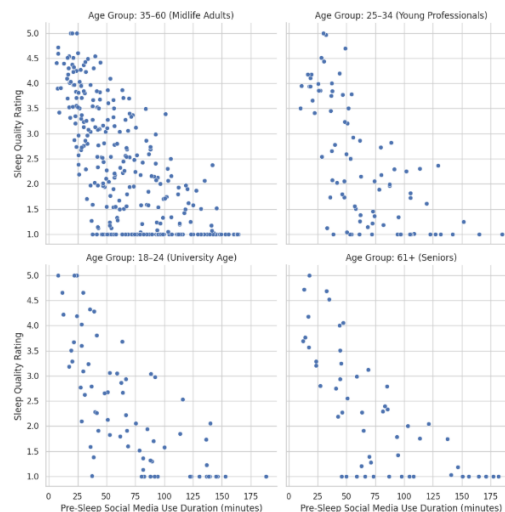 Age Group: 35–60 (Midlife Adults)
Age Group: 25–34 (Young Professionals)
Sleep Quality Rating
5.0
4.5
4.0
3.5
3.0
2.5
2.0
1.5
1.0
Age Group: 18–24 (University Age)
Age Group: 61+ (Seniors)
Sleep Quality Rating
5.0
4.5
4.0
3.5
3.0
2.5
2.0
1.5
1.0
0 25 50 75 100 125 150 175
0 25 50 75 100 125 150 175
Pre-Sleep Social Media Use Duration (minutes)
Pre-Sleep Social Media Use Duration (minutes)